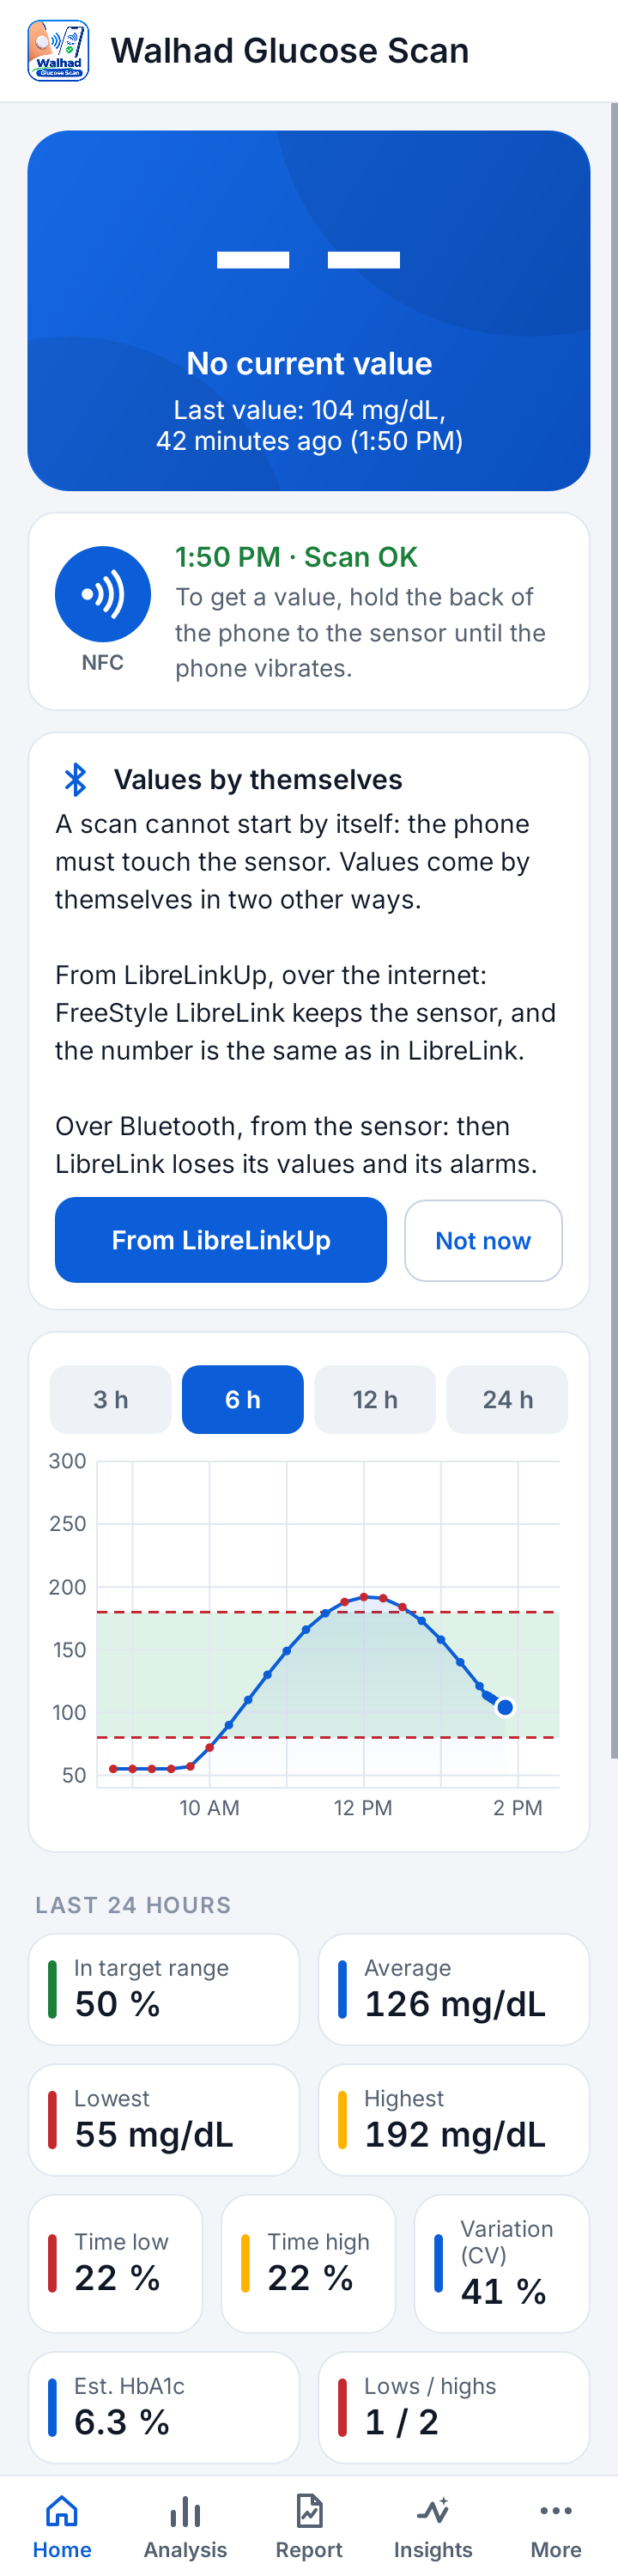 Walhad
Glucose Scan
Walhad Glucose Scan
No current value
Last value: 104 mg/dL,
42 minutes ago (1:50 PM)
1:50 PM · Scan OK
To get a value, hold the back of
the phone to the sensor until the
phone vibrates.
NFC
Values by themselves
A scan cannot start by itself: the phone
must touch the sensor. Values come by
themselves in two other ways.
From LibreLinkUp, over the internet:
FreeStyle LibreLink keeps the sensor, and
the number is the same as in LibreLink.
Over Bluetooth, from the sensor: then
LibreLink loses its values and its alarms.
From LibreLinkUp
Not now
3 h
6 h
12 h
24 h
300
250
200
150
100
50
10 AM
12 PM
2 PM
LAST 24 HOURS
In target range
50 %
Average
126 mg/dL
Lowest
55 mg/dL
Highest
192 mg/dL
Time low
22 %
Time high
22 %
Variation
(CV)
41 %
Est. HbA1c
6.3 %
Lows / highs
1 / 2
Home
Analysis
Report
Insights
More